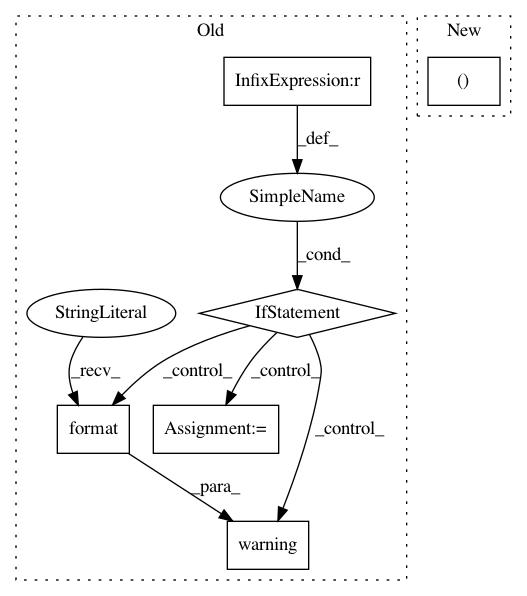 Old
New
InfixExpression:r
()
_def_
SimpleName
_cond_
StringLiteral
IfStatement
_recv_
_control_
_control_
_control_
format
Assignment:=
_para_
warning